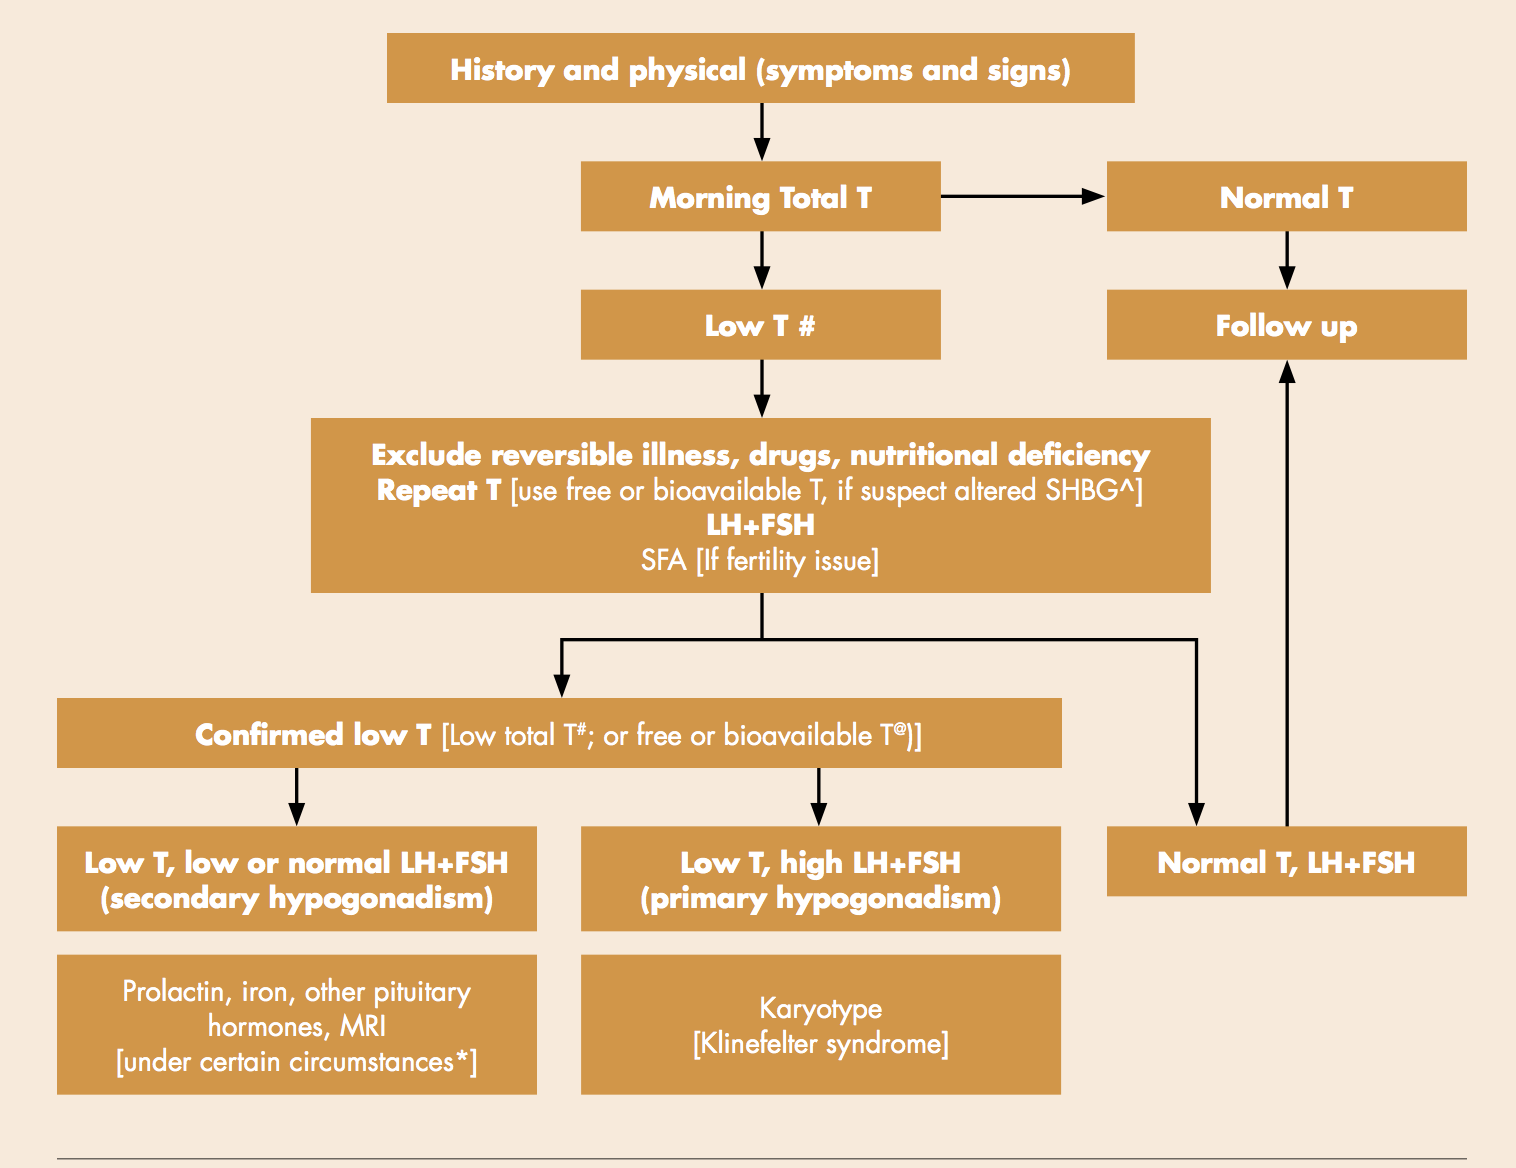 History and physical (symptoms and signs)
Morning Total T
Normal T
Low T #
Follow up
Exclude reversible illness, drugs, nutritional deficiency
Repeat T [use free or bioavailable T, if suspect altered SHBG^]
LH+FSH
SFA [If fertility issue]
Confirmed low T [Low total T#; or free or bioavailable T@)]
Low T, low or normal LH+FSH
(secondary hypogonadism)
Low T, high LH+FSH
(primary hypogonadism)
Normal T, LH+FSH
Prolactin, iron, other pituitary
hormones, MRI
[under certain circumstances*]
Karyotype
[Klinefelter syndrome]